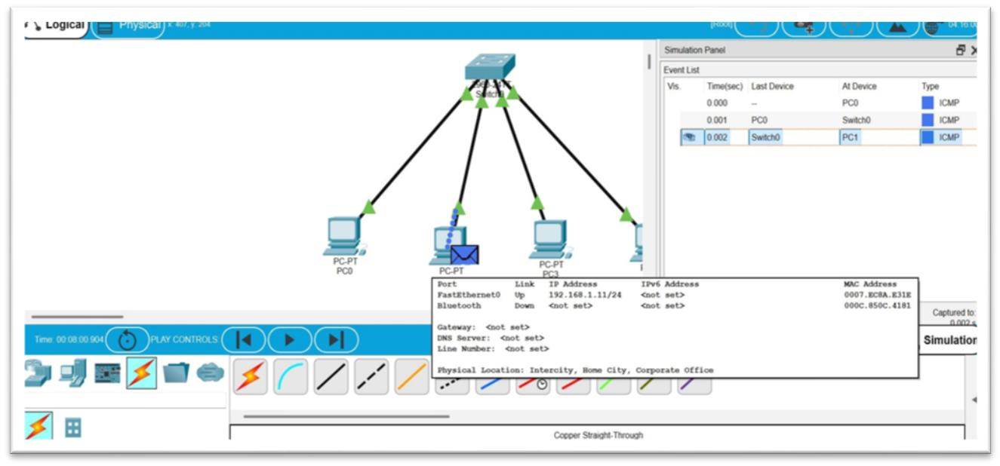 Logical Physical x: 407, y: 204 [Root] 04:16:00
Simulation Panel
Event List
Vis. Time(sec) Last Device At Device Type
0.000 -- PC0 ICMP
0.001 PC0 Switch0 ICMP
0.002 Switch0 PC1 ICMP
Switch0
PC-PT
PC0
PC-PT
PC-PT
PC3
Port Link IP Address IPv6 Address MAC Address
FastEthernet0 Up 192.168.1.11/24 <not set> 0007.EC8A.E31E
Bluetooth Down <not set> <not set> 000C.850C.4181
Gateway: <not set>
DNS Server: <not set>
Line Number: <not set>
Physical Location: Intercity, Home City, Corporate Office
Captured to:
0.002 s
Time: 00:08:00.904 PLAY CONTROLS:
Simulation
Copper Straight-Through